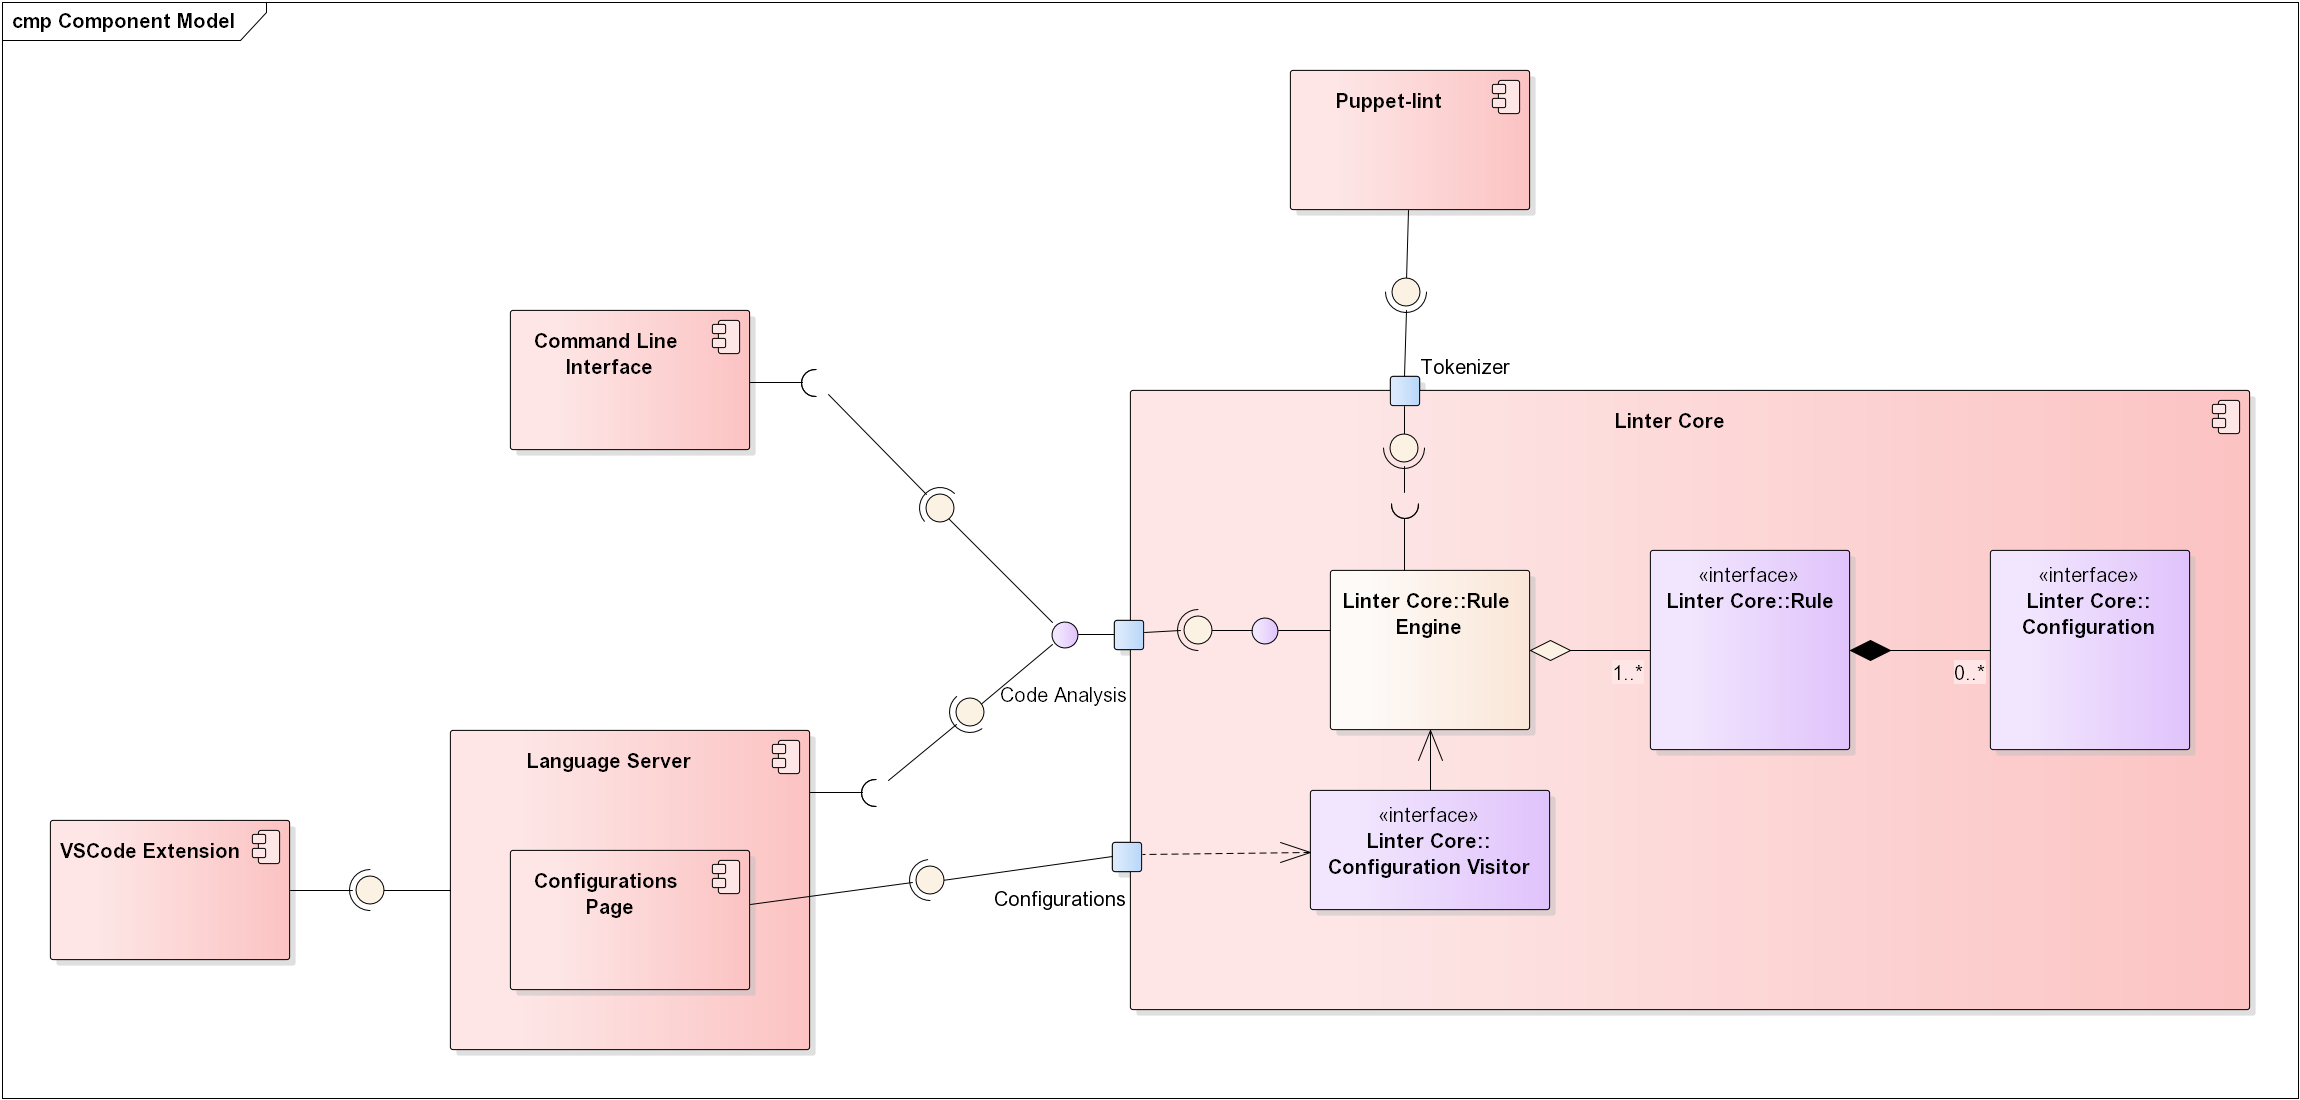 cmp Component Model
Puppet-lint
Command Line
Interface
Tokenizer
Linter Core
«interface»
Linter Core::Rule
«interface»
Linter Core::
Configuration
Linter Core::Rule
Engine
1..*
0..*
Code Analysis
Language Server
VSCode Extension
Configurations
Page
Configurations
«interface»
Linter Core::
Configuration Visitor